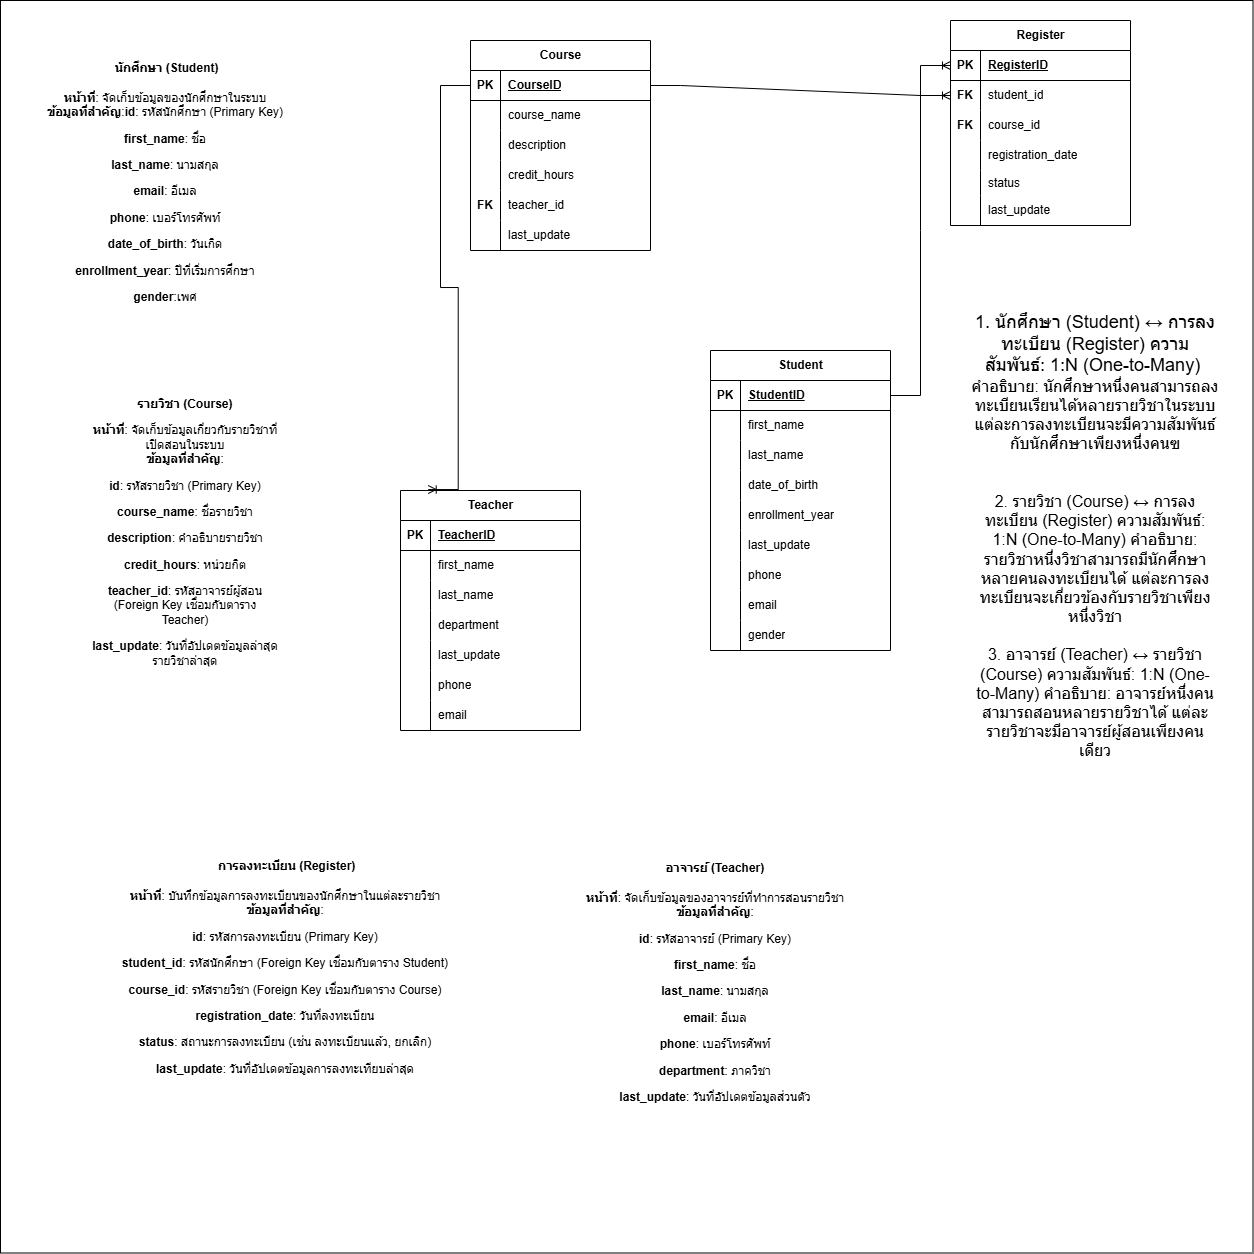 นักศึกษา (Student)
หน้าที่: จัดเก็บข้อมูลของนักศึกษาในระบบ
ข้อมูลที่สำคัญ:id: รหัสนักศึกษา (Primary Key)
first_name: ชื่อ
last_name: นามสกุล
email: อีเมล
phone: เบอร์โทรศัพท์
date_of_birth: วันเกิด
enrollment_year: ปีที่เริ่มการศึกษา
gender:เพศ
รายวิชา (Course)
หน้าที่: จัดเก็บข้อมูลเกี่ยวกับรายวิชาที่
เปิดสอนในระบบ
ข้อมูลที่สำคัญ:
id: รหัสรายวิชา (Primary Key)
course_name: ชื่อรายวิชา
description: คำอธิบายรายวิชา
credit_hours: หน่วยกิต
teacher_id: รหัสอาจารย์ผู้สอน
(Foreign Key เชื่อมกับตาราง
Teacher)
last_update: วันที่อัปเดตข้อมูลล่าสุด
รายวิชาล่าสุด
Course
PK CourseID
course_name
description
credit_hours
FK teacher_id
last_update
Register
PK RegisterID
FK student_id
FK course_id
registration_date
status
last_update
Student
PK StudentID
first_name
last_name
date_of_birth
enrollment_year
last_update
phone
email
gender
Teacher
PK TeacherID
first_name
last_name
department
last_update
phone
email
1. นักศึกษา (Student) ↔ การลง
ทะเบียน (Register) ความ
สัมพันธ์: 1:N (One-to-Many)
คำอธิบาย: นักศึกษาหนึ่งคนสามารถลง
ทะเบียนเรียนได้หลายรายวิชาในระบบ
แต่ละการลงทะเบียนจะมีความสัมพันธ์
กับนักศึกษาเพียงหนึ่งคนฃ
2. รายวิชา (Course) ↔ การลง
ทะเบียน (Register) ความสัมพันธ์:
1:N (One-to-Many) คำอธิบาย:
รายวิชาหนึ่งวิชาสามารถมีนักศึกษา
หลายคนลงทะเบียนได้ แต่ละการลง
ทะเบียนจะเกี่ยวข้องกับรายวิชาเพียง
หนึ่งวิชา
3. อาจารย์ (Teacher) ↔ รายวิชา
(Course) ความสัมพันธ์: 1:N (One-
to-Many) คำอธิบาย: อาจารย์หนึ่งคน
สามารถสอนหลายรายวิชาได้ แต่ละ
รายวิชาจะมีอาจารย์ผู้สอนเพียงคน
เดียว
การลงทะเบียน (Register)
หน้าที่: บันทึกข้อมูลการลงทะเบียนของนักศึกษาในแต่ละรายวิชา
ข้อมูลที่สำคัญ:
id: รหัสการลงทะเบียน (Primary Key)
student_id: รหัสนักศึกษา (Foreign Key เชื่อมกับตาราง Student)
course_id: รหัสรายวิชา (Foreign Key เชื่อมกับตาราง Course)
registration_date: วันที่ลงทะเบียน
status: สถานะการลงทะเบียน (เช่น ลงทะเบียนแล้ว, ยกเลิก)
last_update: วันที่อัปเดตข้อมูลการลงทะเทียบล่าสุด
อาจารย์ (Teacher)
หน้าที่: จัดเก็บข้อมูลของอาจารย์ที่ทำการสอนรายวิชา
ข้อมูลที่สำคัญ:
id: รหัสอาจารย์ (Primary Key)
first_name: ชื่อ
last_name: นามสกุล
email: อีเมล
phone: เบอร์โทรศัพท์
department: ภาควิชา
last_update: วันที่อัปเดตข้อมูลส่วนตัว